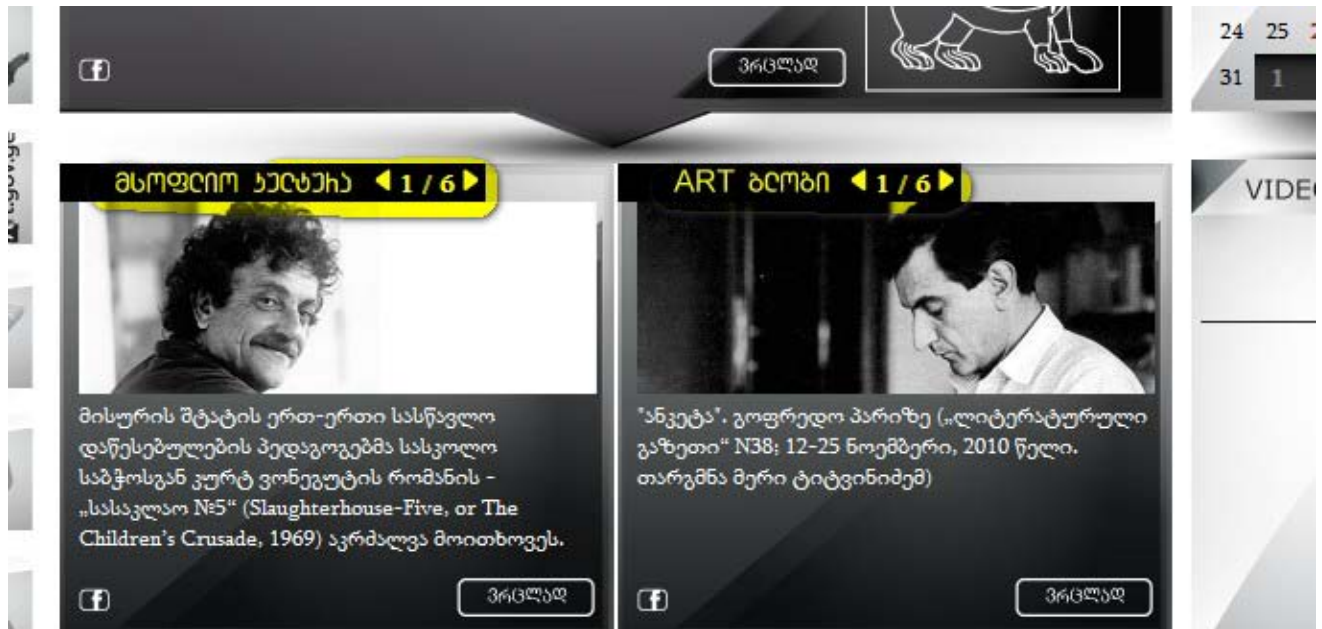 ვრცლად
24 25
31 1
მსოფლიო კულტურა 1 / 6
ART ბლოგი 1 / 6
VIDEO
მისურის შტატის ერთ-ერთი სასწავლო
დაწესებულების პედაგოგებმა სასკოლო
საბჭოსგან კურტ ვონეგუტის რომანის -
„სასაკლაო №5“ (Slaughterhouse-Five, or The
Children's Crusade, 1969) აკრძალვა მოითხოვეს.
ვრცლად
"ანკეტა". გოფრედო პარიზე („ლიტერატურული
გაზეთი“ N38; 12-25 ნოემბერი, 2010 წელი.
თარგმნა მერი ტიტვინიძემ)
ვრცლად